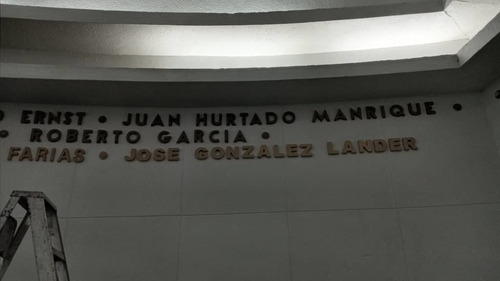 ERNST • JUAN HURTADO MANRIQUE •
• ROBERTO GARCIA •
FARIAS • JOSE GONZALEZ LANDER